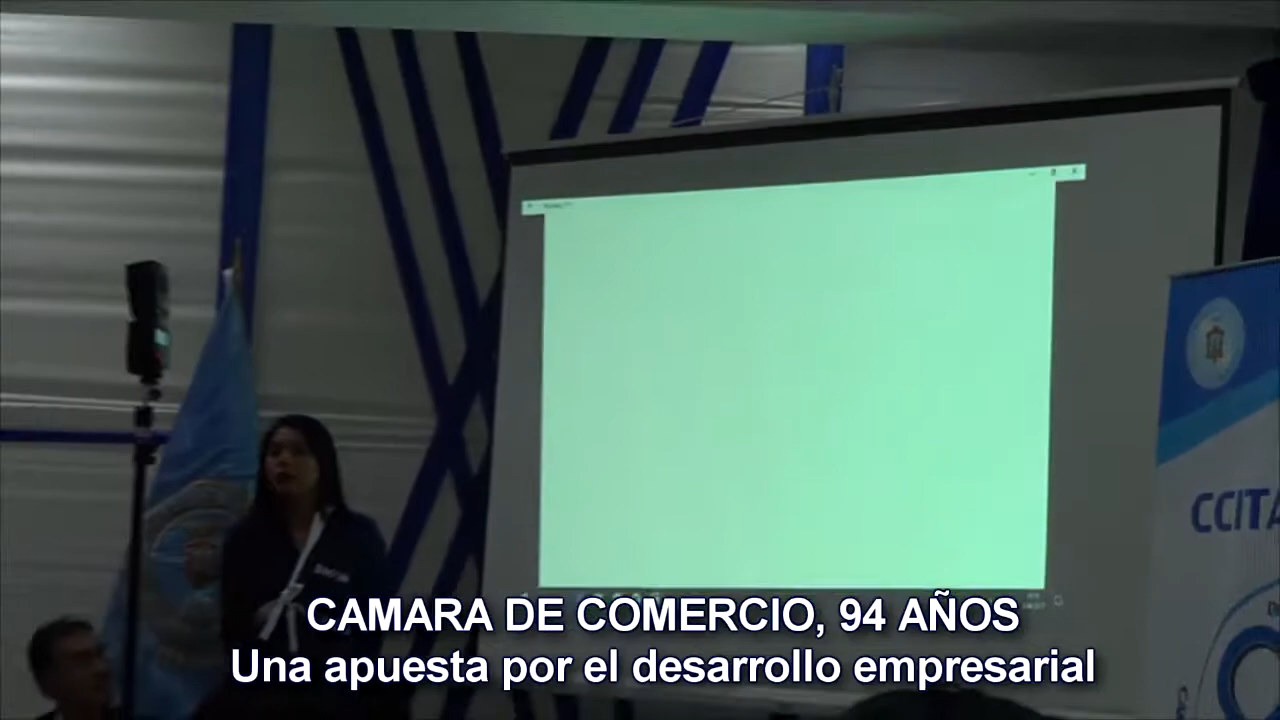 CCITA
CAMARA DE COMERCIO, 94 AÑOS
Una apuesta por el desarrollo empresarial